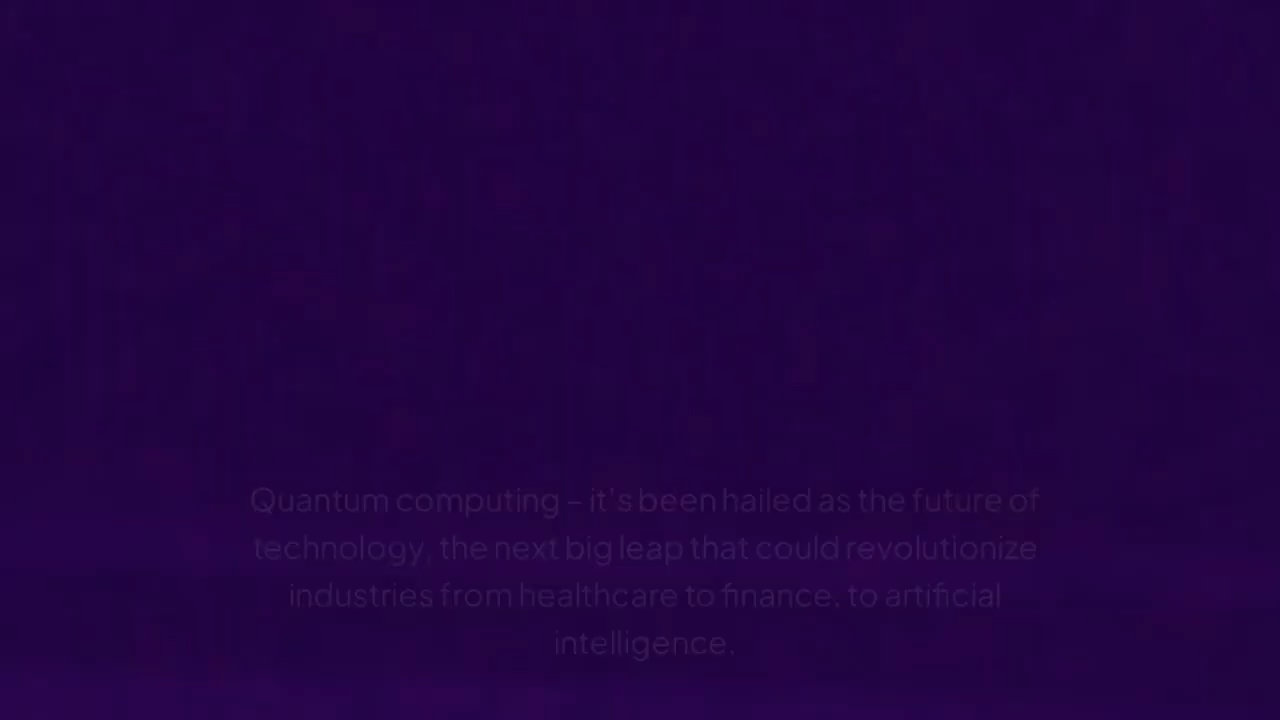 Quantum computing – it's been hailed as the future of
technology, the next big leap that could revolutionize
industries from healthcare to finance. to artificial
intelligence.